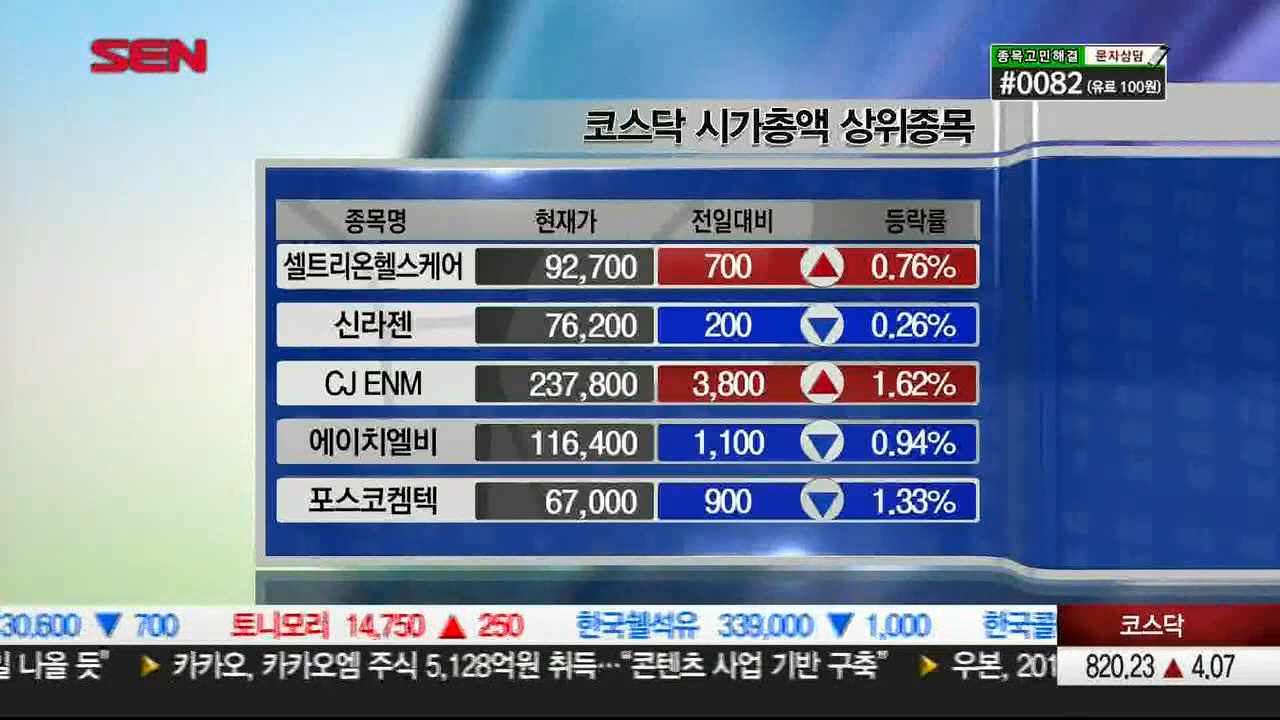 SEN
종목고민해결 문자상담
#0082 (유료 100원)
코스닥 시가총액 상위종목
종목명 현재가 전일대비 등락률
셀트리온헬스케어 92,700 700 ▲ 0.76%
신라젠 76,200 200 ▼ 0.26%
CJ ENM 237,800 3,800 ▲ 1.62%
에이치엘비 116,400 1,100 ▼ 0.94%
포스코켐텍 67,000 900 ▼ 1.33%
30,600 ▼ 700 토니모리 14,750 ▲ 250 한국쉘석유 339,000 ▼ 1,000 한국콜
코스닥
일 나올 듯” ▶ 카카오, 카카오엠 주식 5,128억원 취득…“콘텐츠 사업 기반 구축” ▶ 우본, 201
820.23 ▲ 4.07